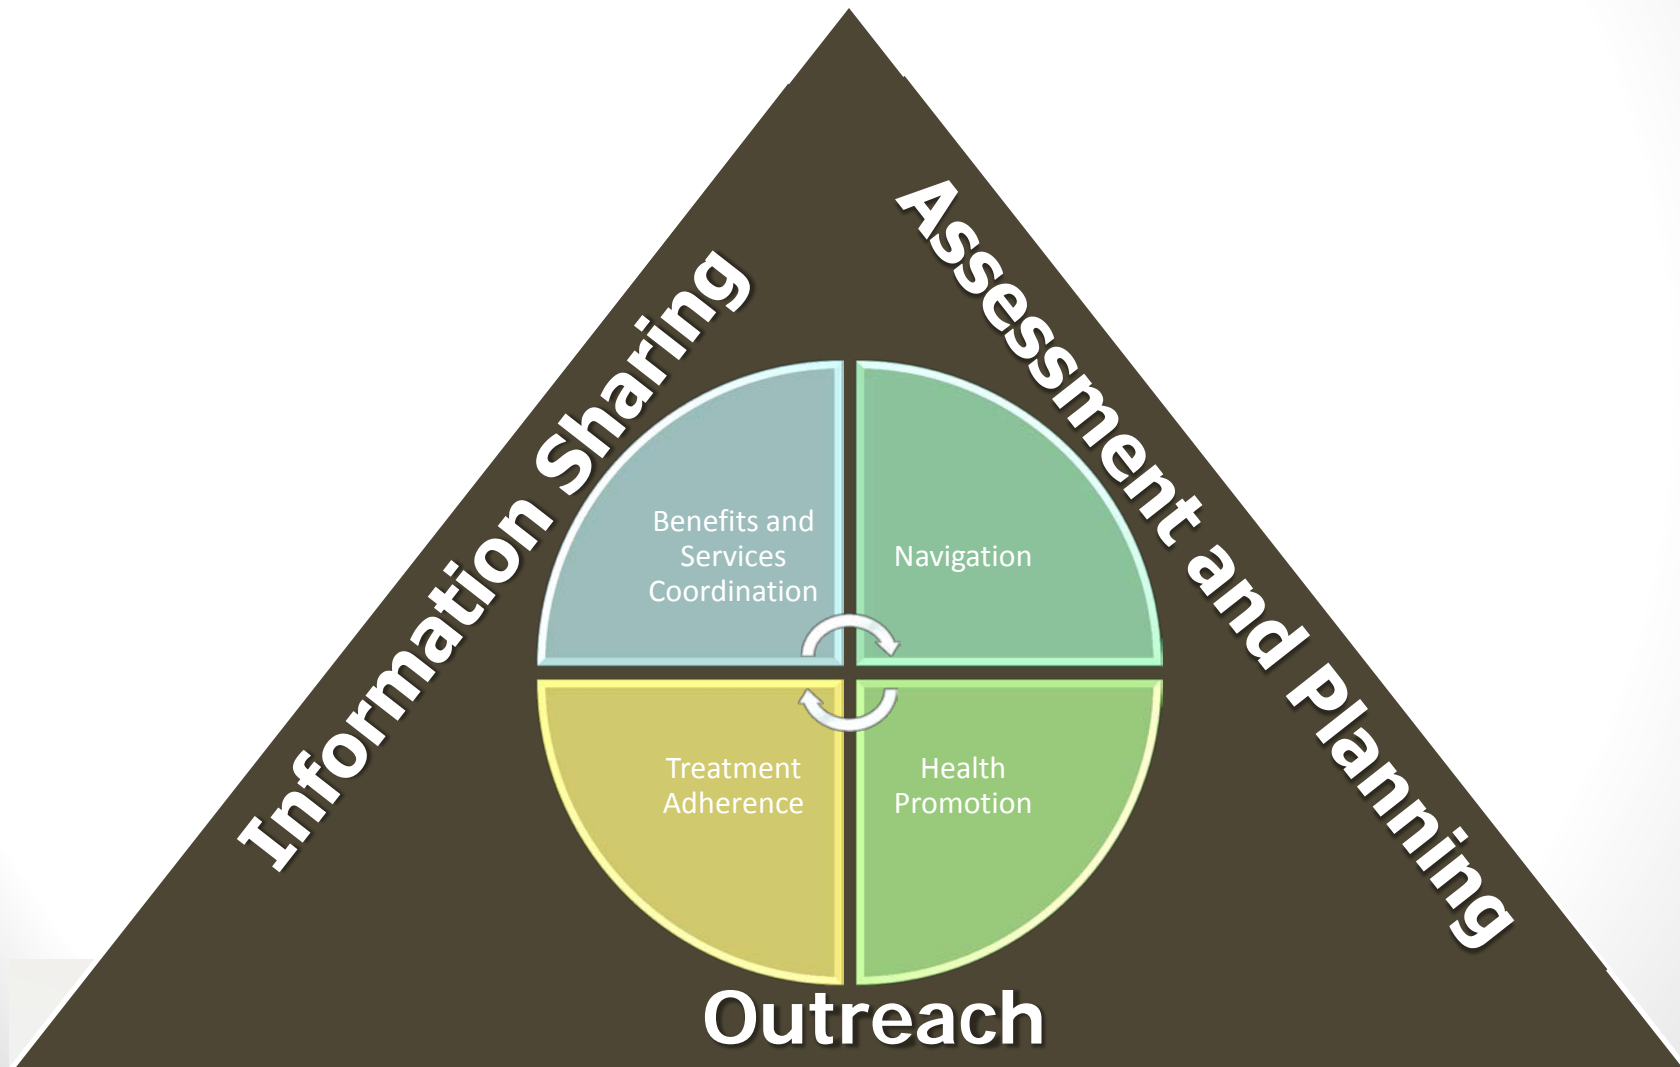 Information Sharing
Assessment and Planning
Benefits and
Services
Coordination
Navigation
Treatment
Adherence
Health
Promotion
Outreach